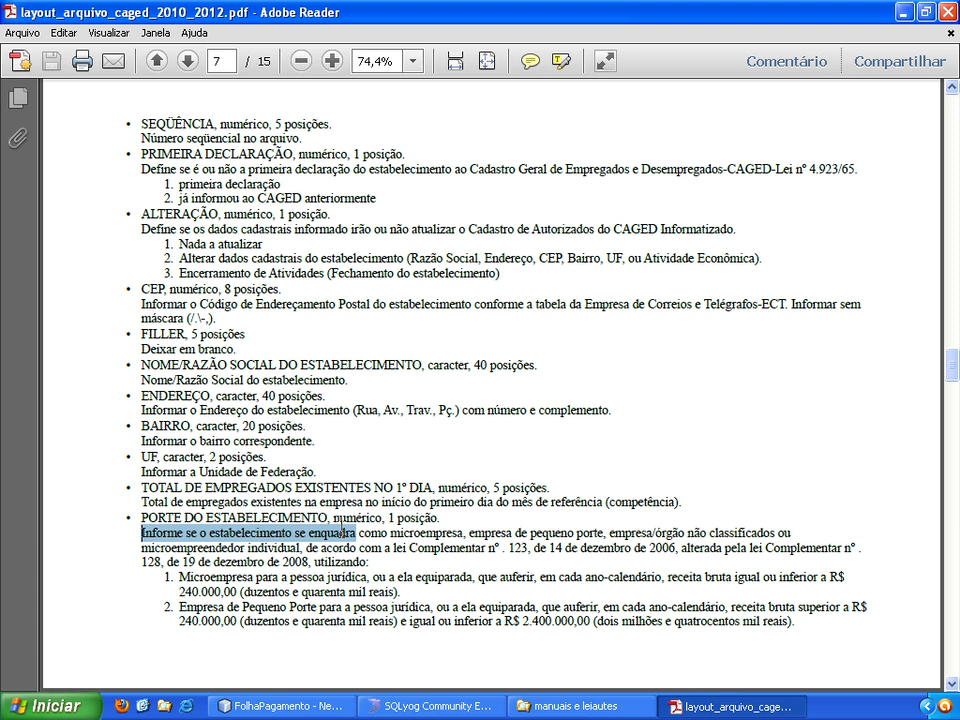 layout_arquivo_caged_2010_2012.pdf - Adobe Reader
Arquivo Editar Visualizar Janela Ajuda
7 / 15 74,4% Comentário Compartilhar
• SEQÜÊNCIA, numérico, 5 posições.
Número seqüencial no arquivo.
• PRIMEIRA DECLARAÇÃO, numérico, 1 posição.
Define se é ou não a primeira declaração do estabelecimento ao Cadastro Geral de Empregados e Desempregados-CAGED-Lei nº 4.923/65.
1. primeira declaração
2. já informou ao CAGED anteriormente
• ALTERAÇÃO, numérico, 1 posição.
Define se os dados cadastrais informado irão ou não atualizar o Cadastro de Autorizados do CAGED Informatizado.
1. Nada a atualizar
2. Alterar dados cadastrais do estabelecimento (Razão Social, Endereço, CEP, Bairro, UF, ou Atividade Econômica).
3. Encerramento de Atividades (Fechamento do estabelecimento)
• CEP, numérico, 8 posições.
Informar o Código de Endereçamento Postal do estabelecimento conforme a tabela da Empresa de Correios e Telégrafos-ECT. Informar sem
máscara (/.\-,).
• FILLER, 5 posições
Deixar em branco.
• NOME/RAZÃO SOCIAL DO ESTABELECIMENTO, caracter, 40 posições.
Nome/Razão Social do estabelecimento.
• ENDEREÇO, caracter, 40 posições.
Informar o Endereço do estabelecimento (Rua, Av., Trav., Pç.) com número e complemento.
• BAIRRO, caracter, 20 posições.
Informar o bairro correspondente.
• UF, caracter, 2 posições.
Informar a Unidade de Federação.
• TOTAL DE EMPREGADOS EXISTENTES NO 1º DIA, numérico, 5 posições.
Total de empregados existentes na empresa no início do primeiro dia do mês de referência (competência).
• PORTE DO ESTABELECIMENTO, numérico, 1 posição.
Informe se o estabelecimento se enquadra como microempresa, empresa de pequeno porte, empresa/órgão não classificados ou
microempreendedor individual, de acordo com a lei Complementar nº . 123, de 14 de dezembro de 2006, alterada pela lei Complementar nº .
128, de 19 de dezembro de 2008, utilizando:
1. Microempresa para a pessoa jurídica, ou a ela equiparada, que auferir, em cada ano-calendário, receita bruta igual ou inferior a R$
240.000,00 (duzentos e quarenta mil reais).
2. Empresa de Pequeno Porte para a pessoa jurídica, ou a ela equiparada, que auferir, em cada ano-calendário, receita bruta superior a R$
240.000,00 (duzentos e quarenta mil reais) e igual ou inferior a R$ 2.400.000,00 (dois milhões e quatrocentos mil reais).
Iniciar FolhaPagamento - Ne... SQLyog Community E... manuais e leiautes layout_arquivo_cage...